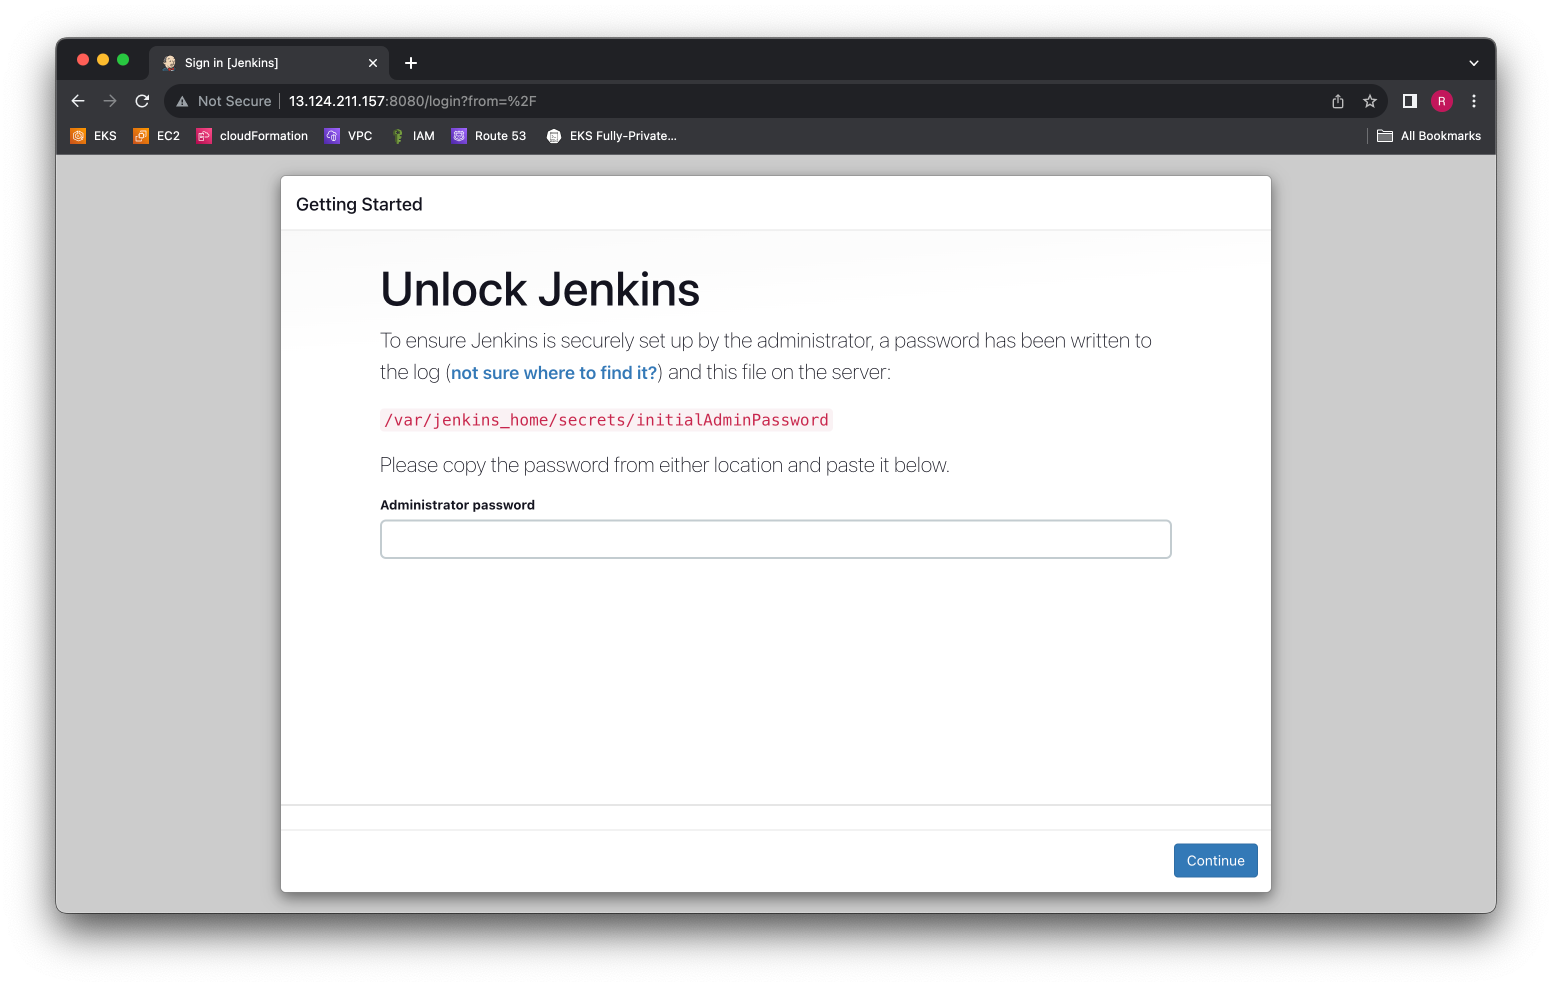 Sign in [Jenkins]
Not Secure 13.124.211.157:8080/login?from=%2F
R
EKS EC2 cloudFormation VPC IAM Route 53 EKS Fully-Private... All Bookmarks
Getting Started
Unlock Jenkins
To ensure Jenkins is securely set up by the administrator, a password has been written to
the log (not sure where to find it?) and this file on the server:
/var/jenkins_home/secrets/initialAdminPassword
Please copy the password from either location and paste it below.
Administrator password
Continue